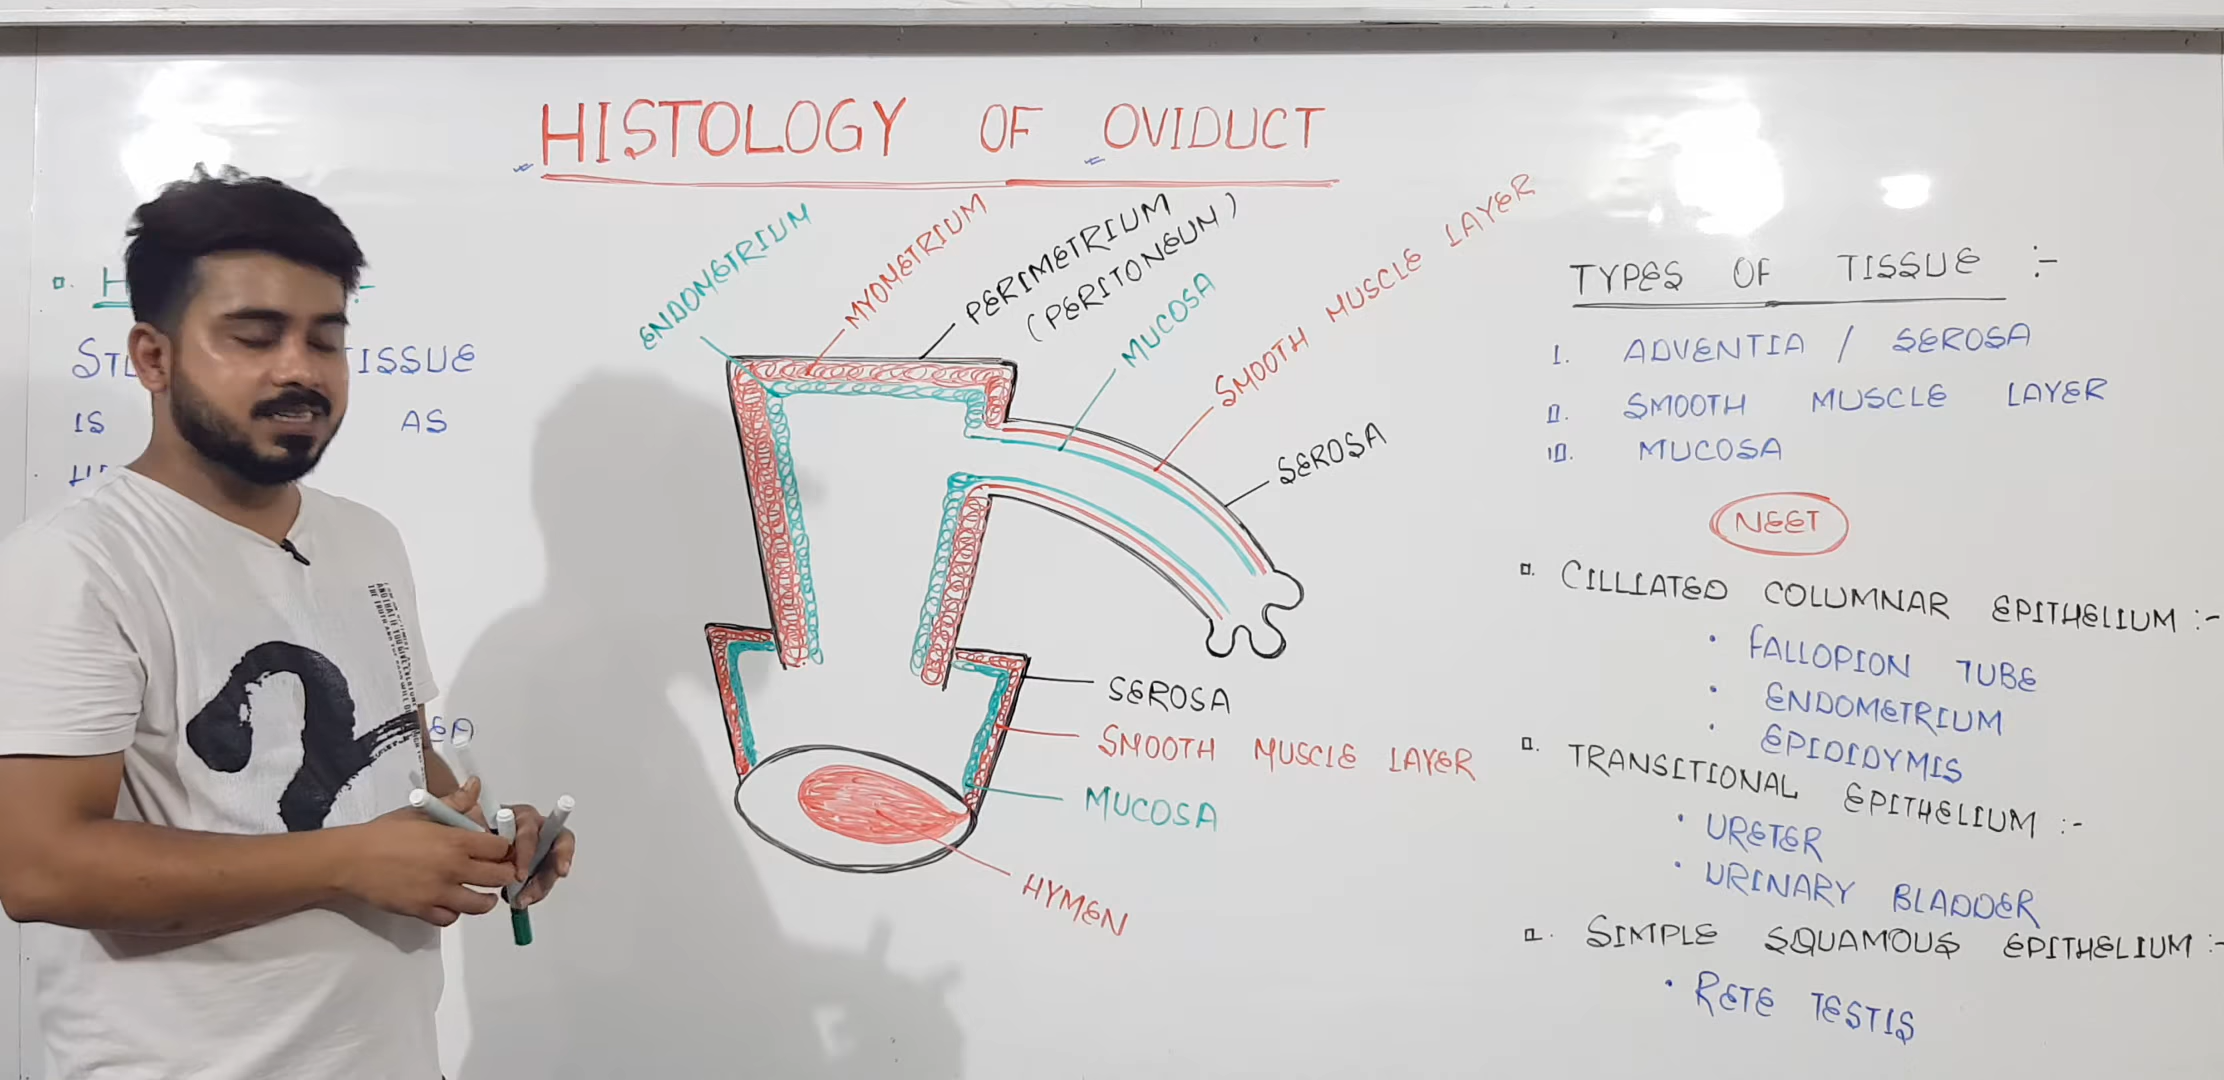 HISTOLOGY OF OVIDUCT
TISSUE
IS AS
ENDOMETRIUM
MYOMETRIUM
PERIMETRIUM
(PERITONEUM)
MUCOSA
SMOOTH MUSCLE LAYER
SEROSA
SEROSA
SMOOTH MUSCLE LAYER
MUCOSA
HYMEN
TYPES OF TISSUE :-
I. ADVENTIA / SEROSA
II. SMOOTH MUSCLE LAYER
III. MUCOSA
NEET
CILLIATED COLUMNAR EPITHELIUM :-
• FALLOPION TUBE
• ENDOMETRIUM
• EPIDIDYMIS
TRANSITIONAL EPITHELIUM :-
• URETER
• URINARY BLADDER
SIMPLE SQUAMOUS EPITHELIUM :-
• RETE TESTIS